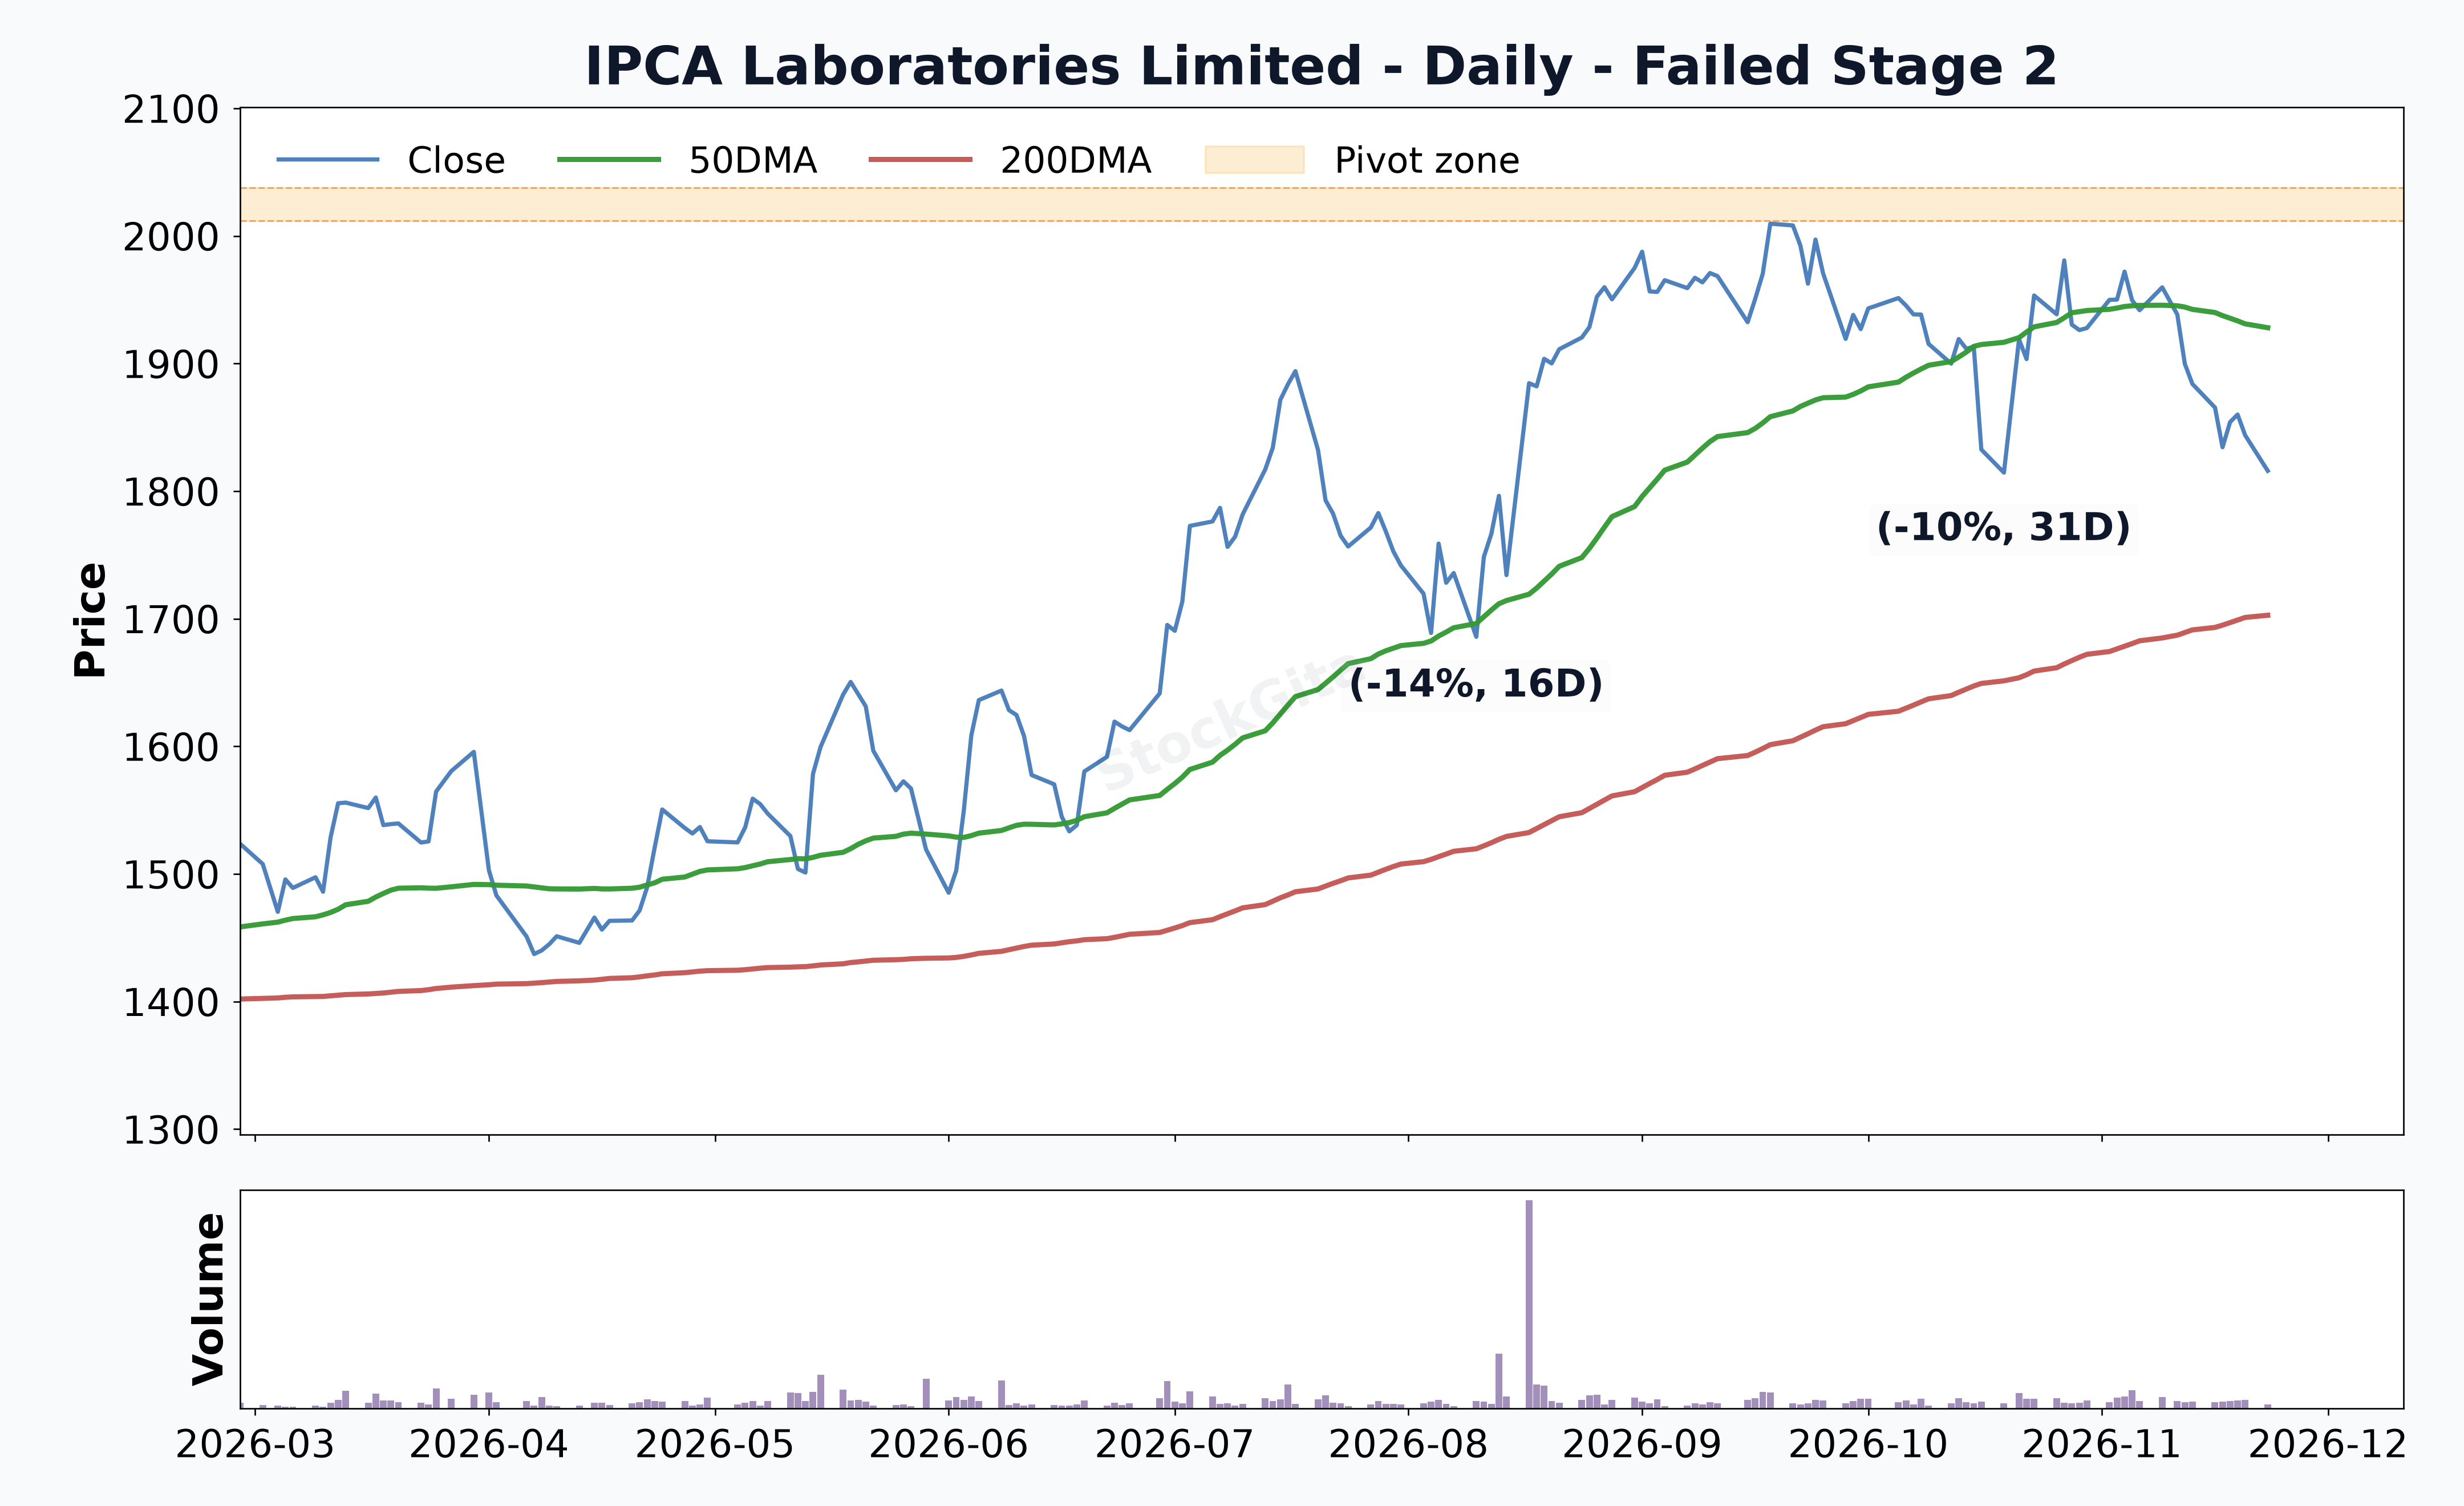 IPCA Laboratories Limited - Daily - Failed Stage 2
Close 50DMA 200DMA Pivot zone
Price
2100
2000
1900
1800
1700
1600
1500
1400
1300
(-10%, 31D)
(-14%, 16D)
Volume
2026-03 2026-04 2026-05 2026-06 2026-07 2026-08 2026-09 2026-10 2026-11 2026-12